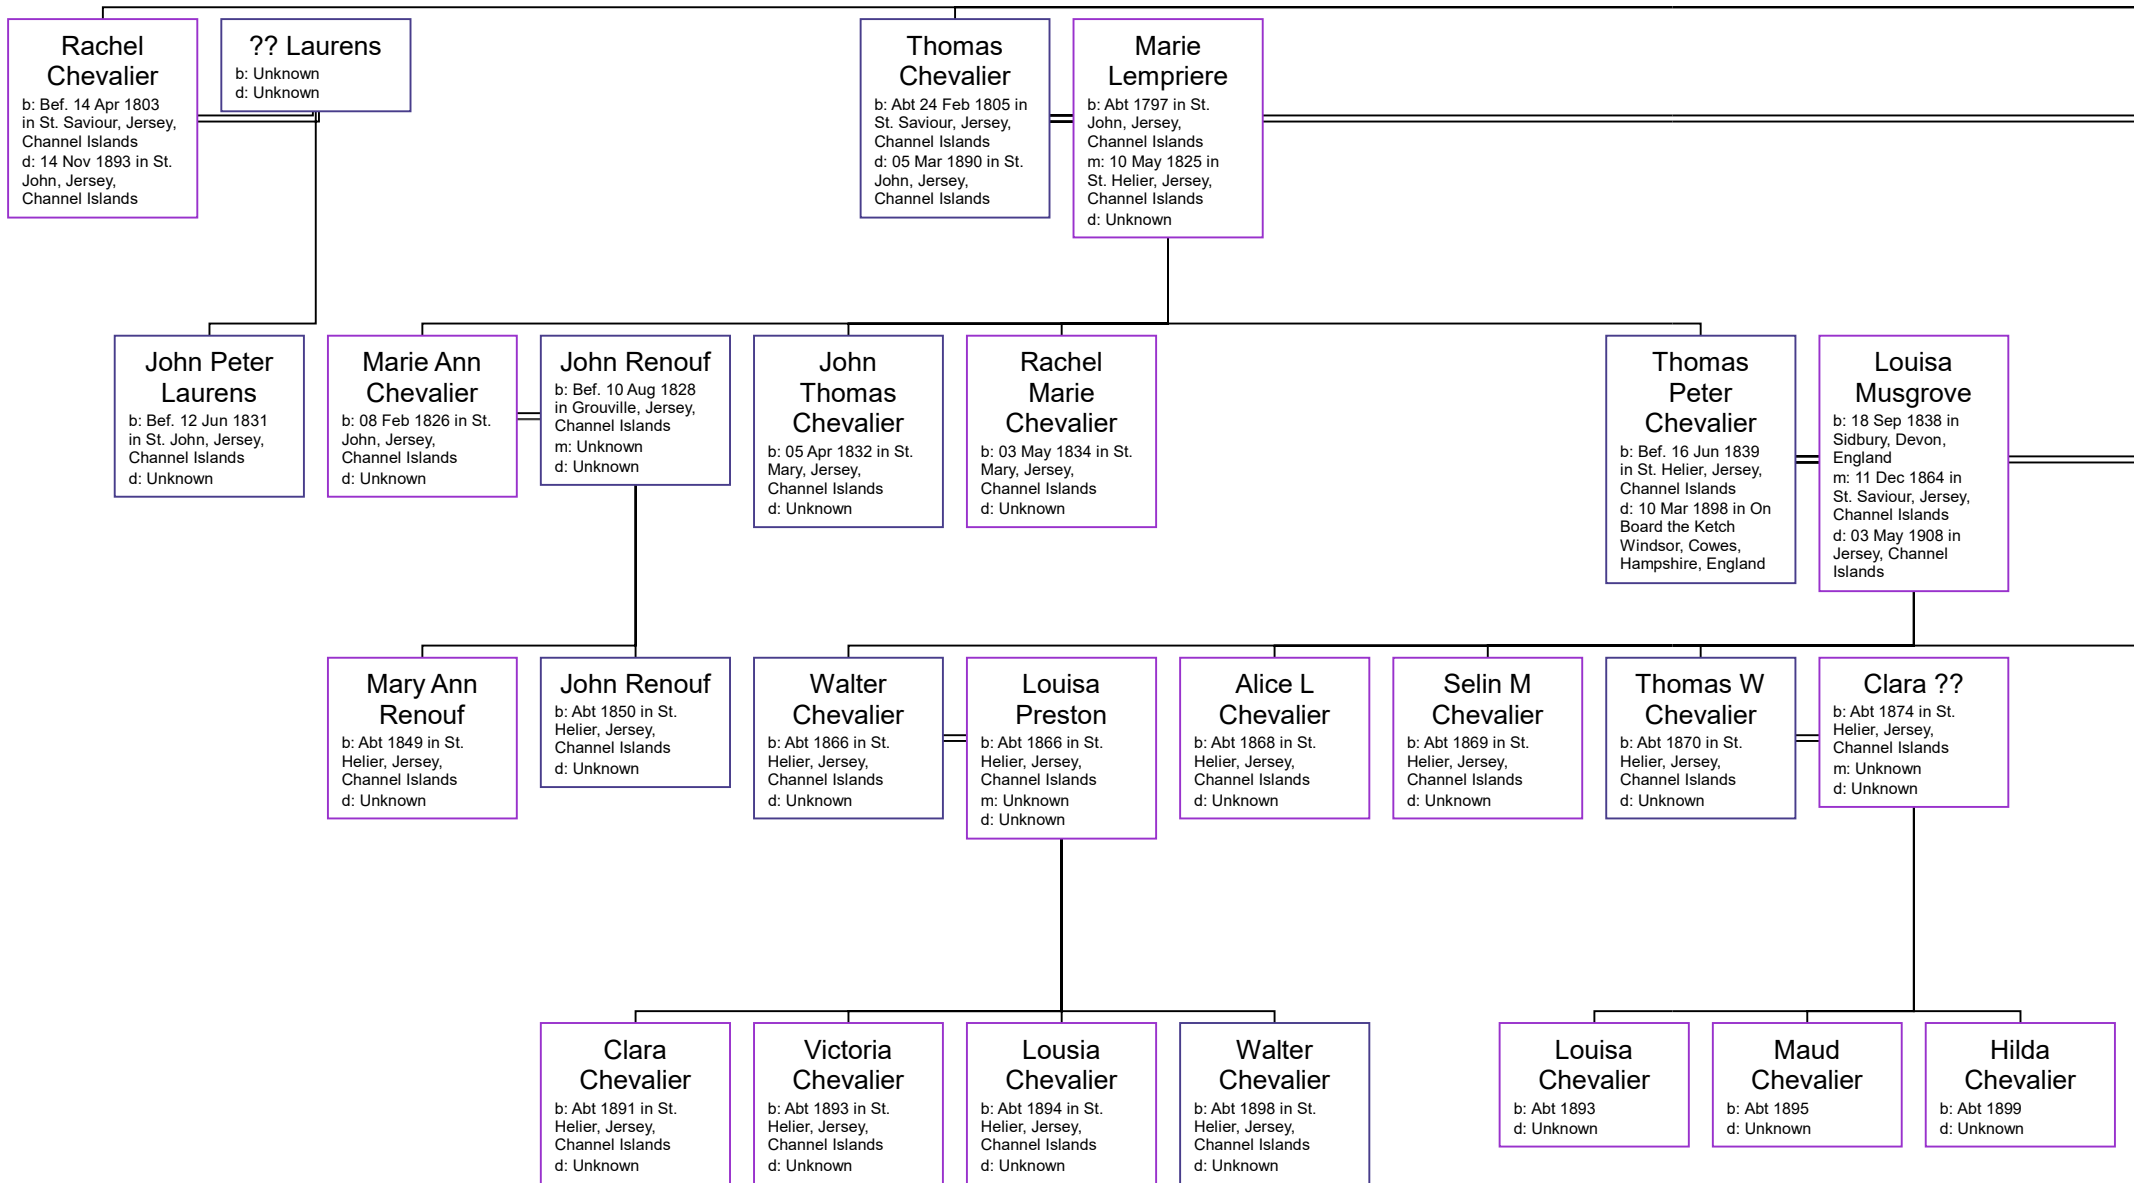 Rachel
Chevalier
b: Bef. 14 Apr 1803
in St. Saviour, Jersey,
Channel Islands
d: 14 Nov 1893 in St.
John, Jersey,
Channel Islands
?? Laurens
b: Unknown
d: Unknown
Thomas
Chevalier
b: Abt 24 Feb 1805 in
St. Saviour, Jersey,
Channel Islands
d: 05 Mar 1890 in St.
John, Jersey,
Channel Islands
Marie
Lempriere
b: Abt 1797 in St.
John, Jersey,
Channel Islands
m: 10 May 1825 in
St. Helier, Jersey,
Channel Islands
d: Unknown
John Peter
Laurens
b: Bef. 12 Jun 1831
in St. John, Jersey,
Channel Islands
d: Unknown
Marie Ann
Chevalier
b: 08 Feb 1826 in St.
John, Jersey,
Channel Islands
d: Unknown
John Renouf
b: Bef. 10 Aug 1828
in Grouville, Jersey,
Channel Islands
m: Unknown
d: Unknown
John
Thomas
Chevalier
b: 05 Apr 1832 in St.
Mary, Jersey,
Channel Islands
d: Unknown
Rachel
Marie
Chevalier
b: 03 May 1834 in St.
Mary, Jersey,
Channel Islands
d: Unknown
Thomas
Peter
Chevalier
b: Bef. 16 Jun 1839
in St. Helier, Jersey,
Channel Islands
d: 10 Mar 1898 in On
Board the Ketch
Windsor, Cowes,
Hampshire, England
Louisa
Musgrove
b: 18 Sep 1838 in
Sidbury, Devon,
England
m: 11 Dec 1864 in
St. Saviour, Jersey,
Channel Islands
d: 03 May 1908 in
Jersey, Channel
Islands
Mary Ann
Renouf
b: Abt 1849 in St.
Helier, Jersey,
Channel Islands
d: Unknown
John Renouf
b: Abt 1850 in St.
Helier, Jersey,
Channel Islands
d: Unknown
Walter
Chevalier
b: Abt 1866 in St.
Helier, Jersey,
Channel Islands
d: Unknown
Louisa
Preston
b: Abt 1866 in St.
Helier, Jersey,
Channel Islands
m: Unknown
d: Unknown
Alice L
Chevalier
b: Abt 1868 in St.
Helier, Jersey,
Channel Islands
d: Unknown
Selin M
Chevalier
b: Abt 1869 in St.
Helier, Jersey,
Channel Islands
d: Unknown
Thomas W
Chevalier
b: Abt 1870 in St.
Helier, Jersey,
Channel Islands
d: Unknown
Clara ??
b: Abt 1874 in St.
Helier, Jersey,
Channel Islands
m: Unknown
d: Unknown
Clara
Chevalier
b: Abt 1891 in St.
Helier, Jersey,
Channel Islands
d: Unknown
Victoria
Chevalier
b: Abt 1893 in St.
Helier, Jersey,
Channel Islands
d: Unknown
Lousia
Chevalier
b: Abt 1894 in St.
Helier, Jersey,
Channel Islands
d: Unknown
Walter
Chevalier
b: Abt 1898 in St.
Helier, Jersey,
Channel Islands
d: Unknown
Louisa
Chevalier
b: Abt 1893
d: Unknown
Maud
Chevalier
b: Abt 1895
d: Unknown
Hilda
Chevalier
b: Abt 1899
d: Unknown